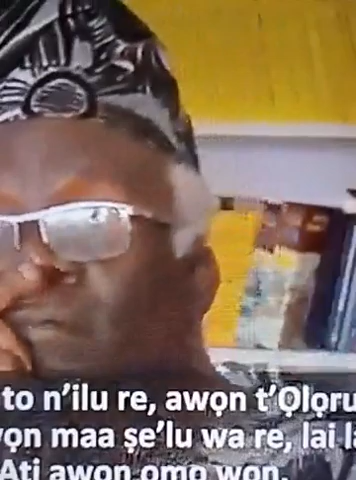 to n'ilu re, awọn t'Ọlọru
wọn maa ṣe'lu wa re, lai la
Ati awọn ọmọ wọn.